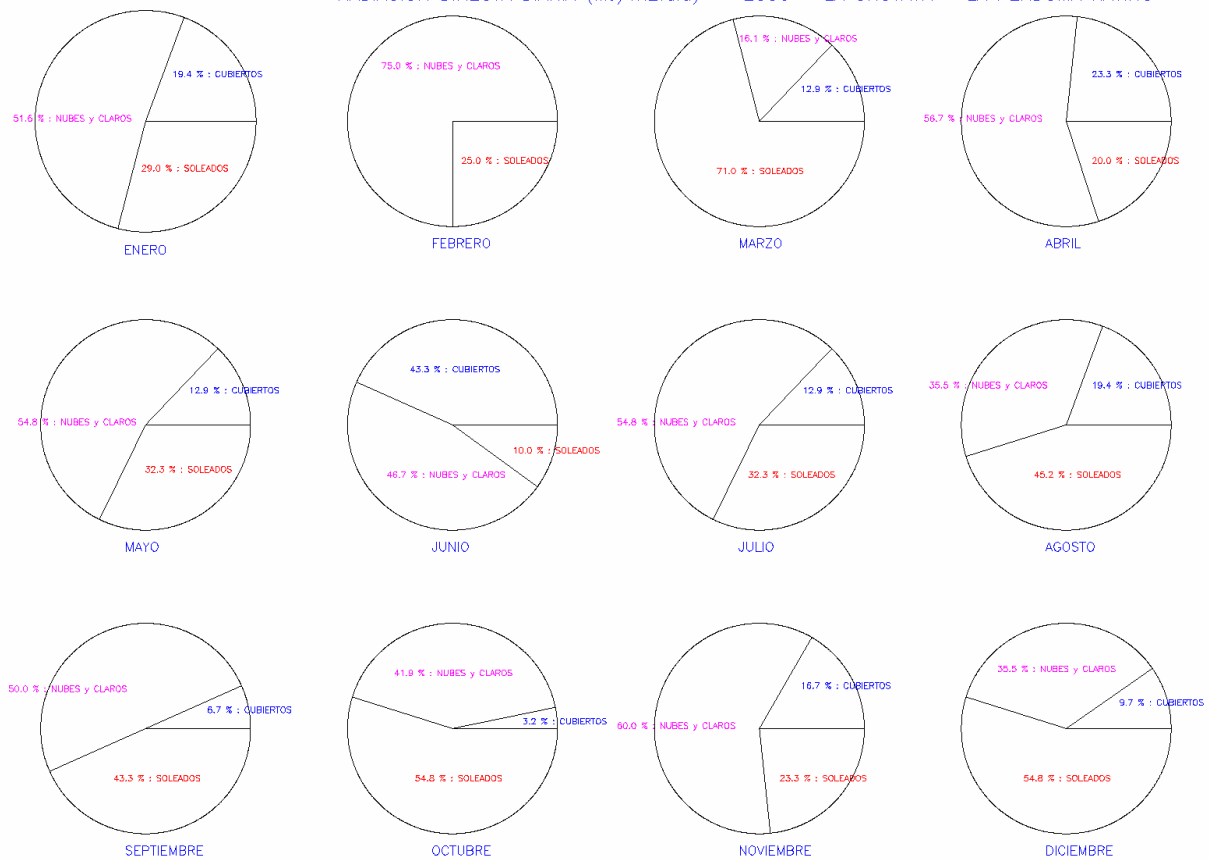 19.4 % : CUBIERTOS
51.6 % : NUBES y CLAROS
29.0 % : SOLEADOS
ENERO
75.0 % : NUBES y CLAROS
25.0 % : SOLEADOS
FEBRERO
16.1 % : NUBES y CLAROS
12.9 % : CUBIERTOS
71.0 % : SOLEADOS
MARZO
23.3 % : CUBIERTOS
56.7 % : NUBES y CLAROS
20.0 % : SOLEADOS
ABRIL
12.9 % : CUBIERTOS
54.8 % : NUBES y CLAROS
32.3 % : SOLEADOS
MAYO
43.3 % : CUBIERTOS
10.0 % : SOLEADOS
46.7 % : NUBES y CLAROS
JUNIO
12.9 % : CUBIERTOS
54.8 % : NUBES y CLAROS
32.3 % : SOLEADOS
JULIO
35.5 % : NUBES y CLAROS
19.4 % : CUBIERTOS
45.2 % : SOLEADOS
AGOSTO
50.0 % : NUBES y CLAROS
6.7 % : CUBIERTOS
43.3 % : SOLEADOS
SEPTIEMBRE
41.9 % : NUBES y CLAROS
3.2 % : CUBIERTOS
54.8 % : SOLEADOS
OCTUBRE
16.7 % : CUBIERTOS
60.0 % : NUBES y CLAROS
23.3 % : SOLEADOS
NOVIEMBRE
35.5 % : NUBES y CLAROS
9.7 % : CUBIERTOS
54.8 % : SOLEADOS
DICIEMBRE